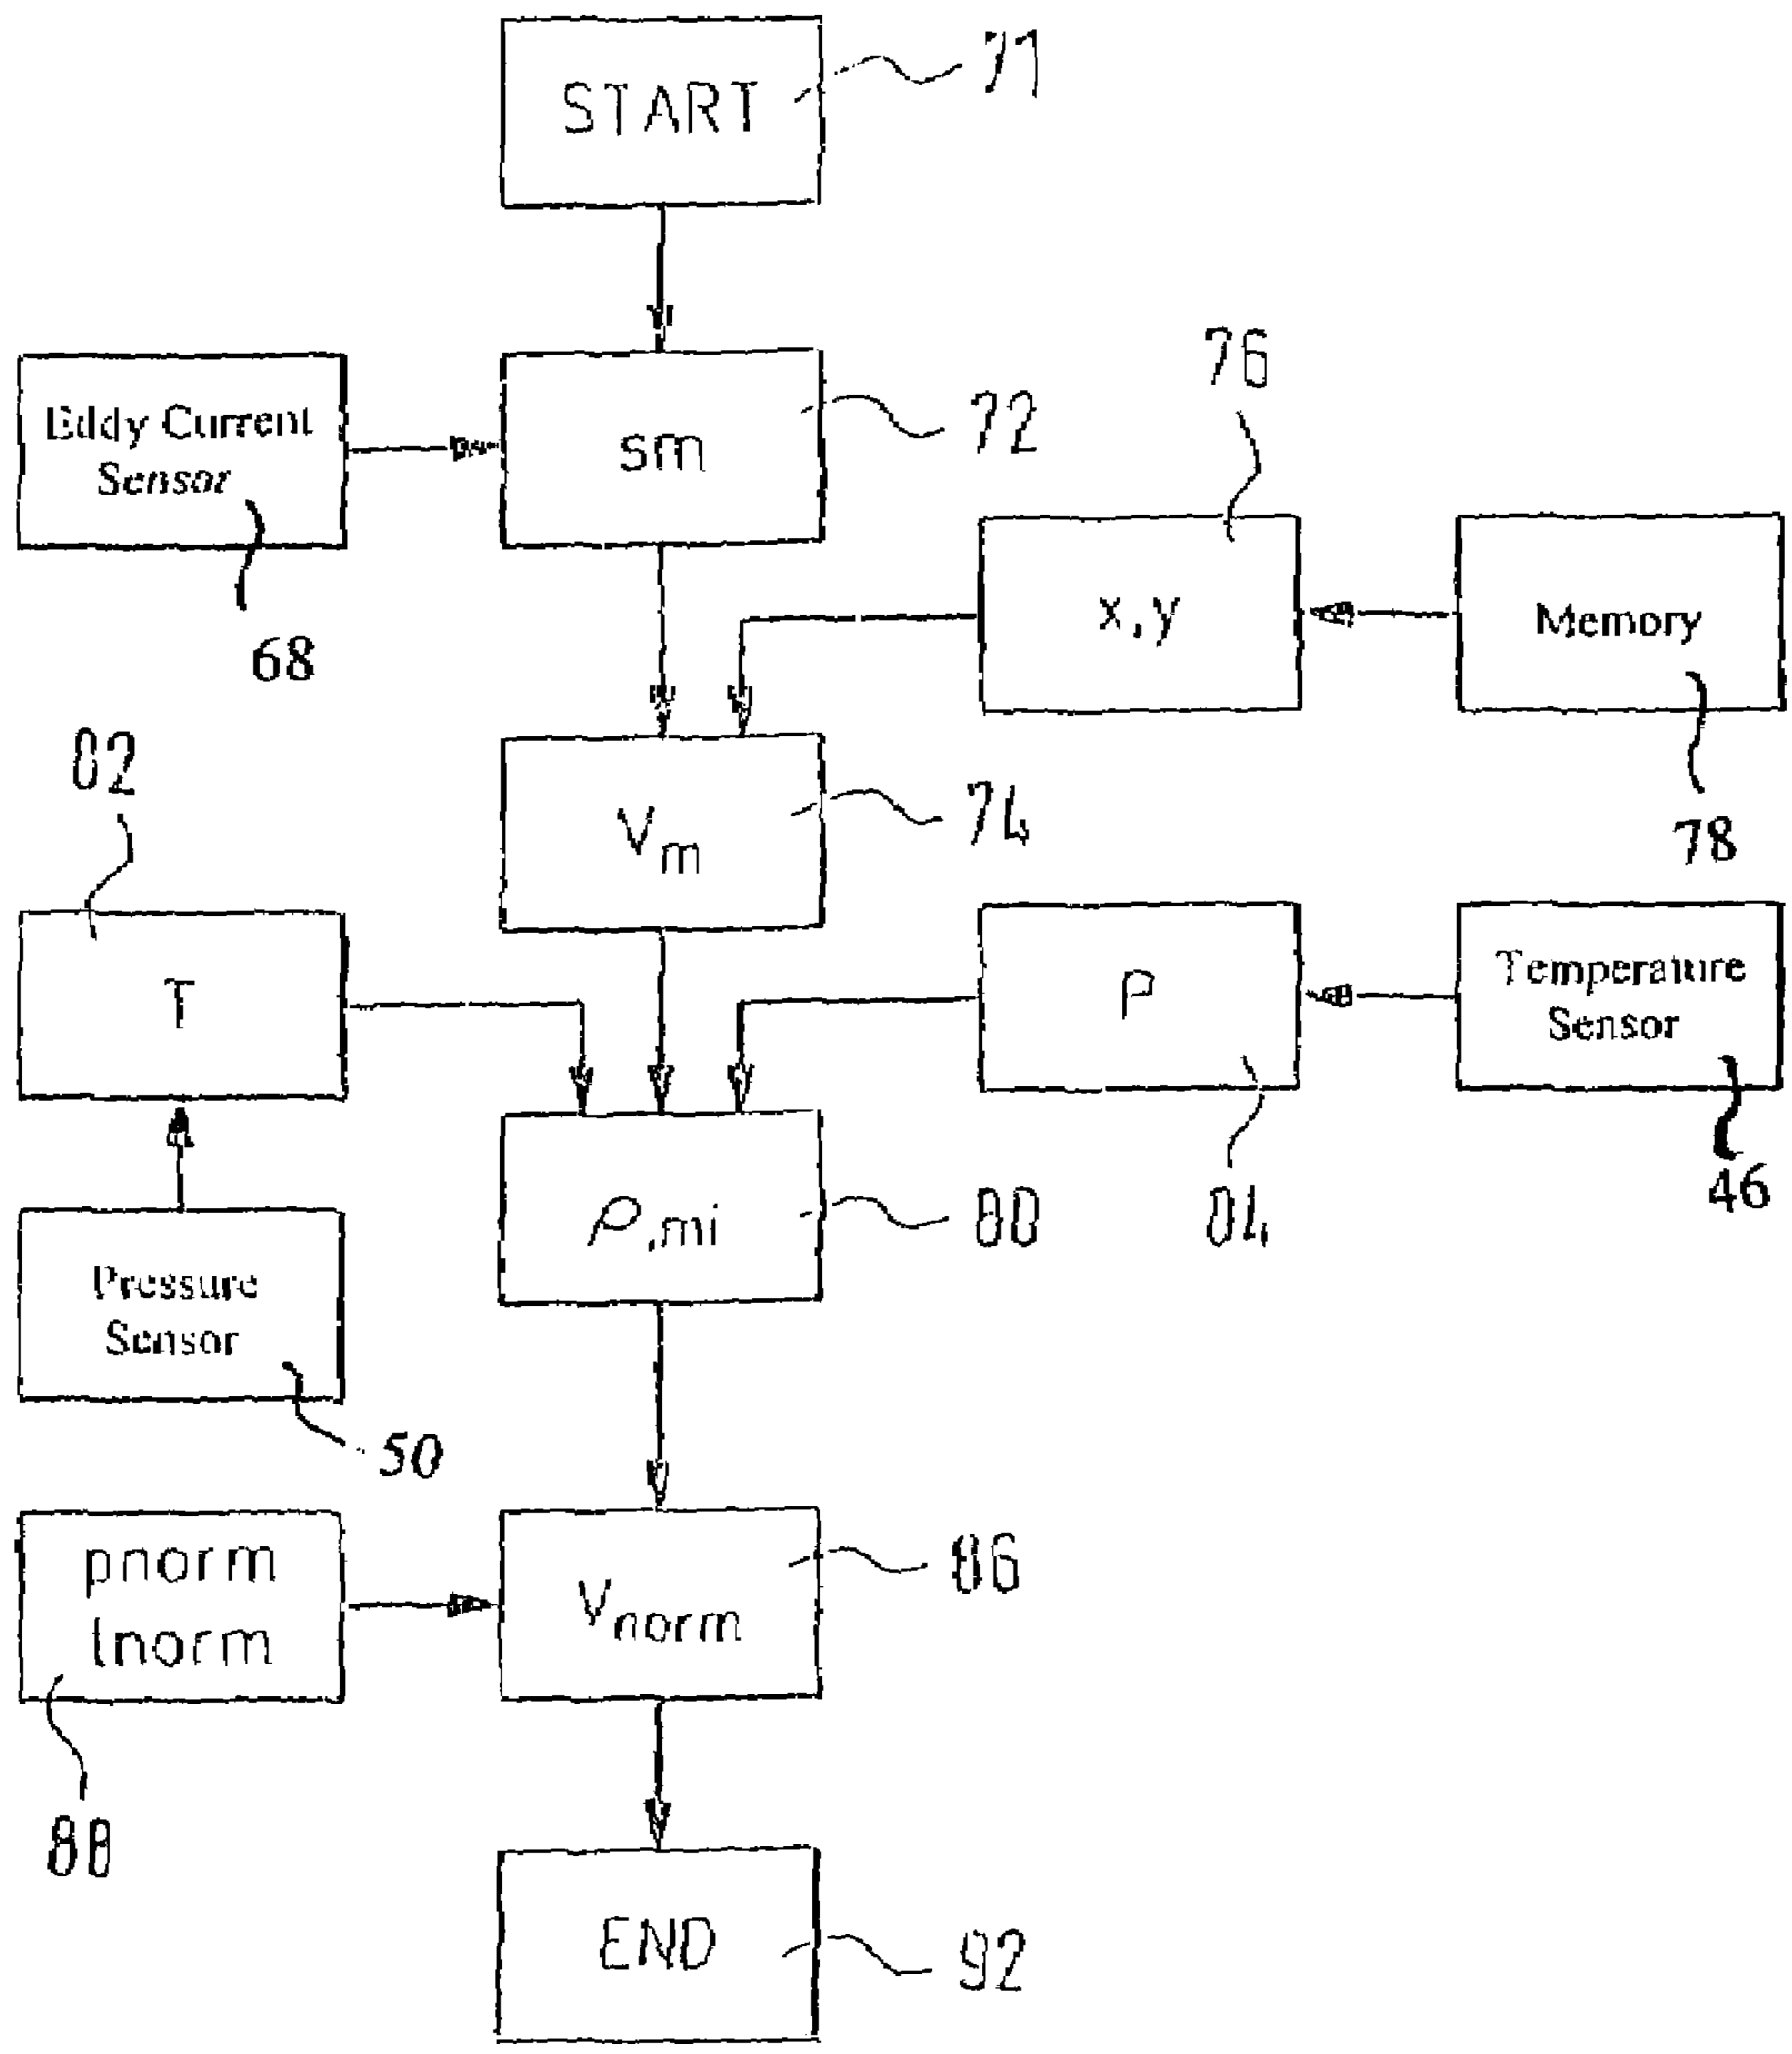 START
71
Eddy Current
Sensor
68
sm
72
76
x,y
Memory
78
82
Vm
74
T
P
Temperature
Sensor
46
84
ρ,mi
80
Pressure
Sensor
50
pnorm
tnorm
88
Vnorm
86
END
92